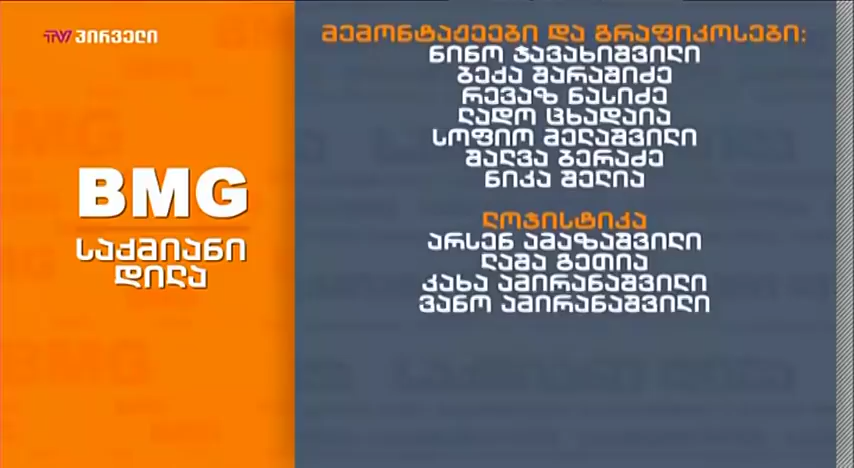 TV პირველი
BMG
საქმიანი
დილა
მემონტაჟეები და გრაფიკოსები:
ნინო ჯავახიშვილი
ბექა შარაშიძე
რევაზ ნასიძე
ლადო ცხადაია
სოფიო მელაშვილი
შალვა ბერაძე
ნიკა შელია
ლოჯისტიკა
არსენ ამაზაშვილი
ლაშა გეთია
კახა ამირანაშვილი
ვანო ამირანაშვილი